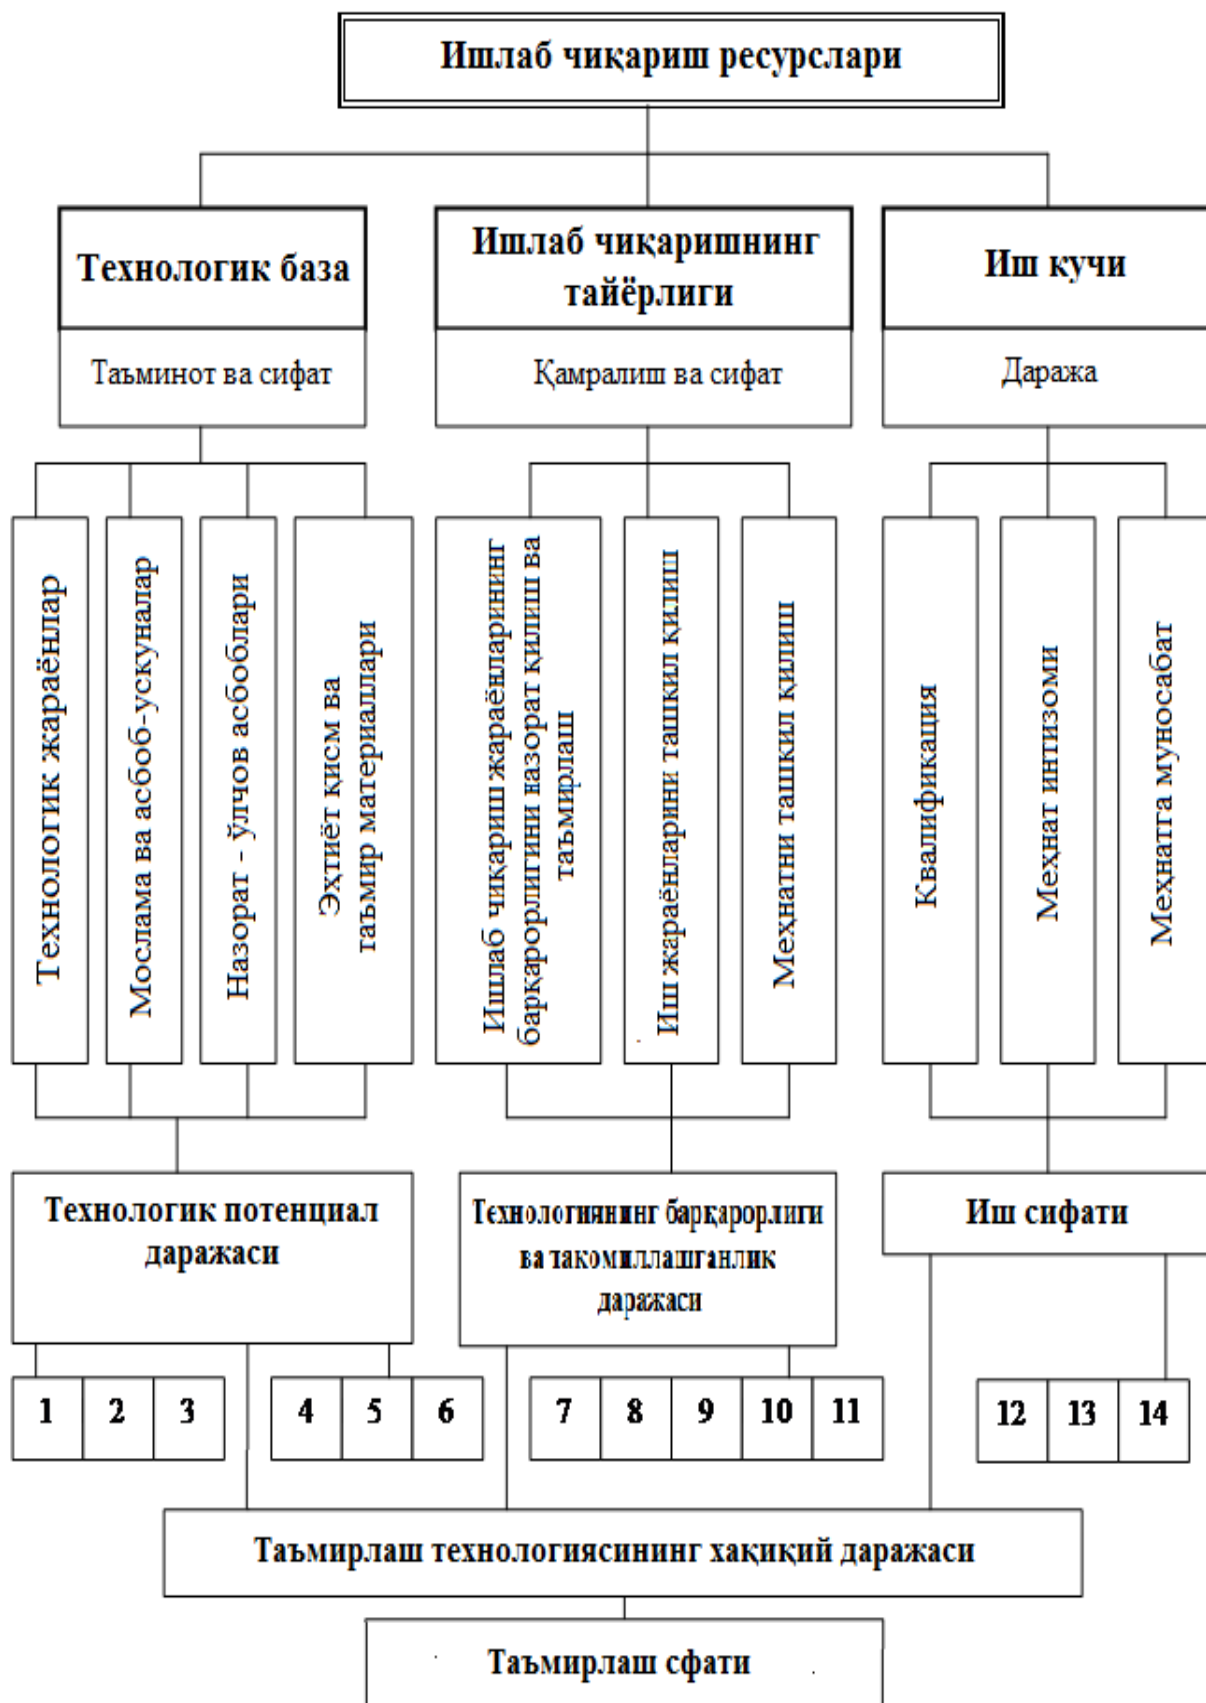 Ишлаб чиқариш ресурслари
Технологик база
Таъминот ва сифат
Ишлаб чиқаришнинг
тайёрлиги
Қамралиш ва сифат
Иш кучи
Даража
Технологик жараёнлар
Мослама ва асбоб-ускуналар
Назорат - ўлчов асбоблари
Эҳтиёт қисм ва
таъмир материаллари
Ишлаб чиқариш жараёнларининг
барқарорлигини назорат қилиш ва
таъмирлаш
Иш жараёнларини ташкил қилиш
Меҳнатни ташкил қилиш
Квалификация
Меҳнат интизоми
Меҳнатга муносабат
Технологик потенциал
даражаси
Технологиянинг барқарорлиги
ва такомиллашганлик
даражаси
Иш сифати
1 2 3 4 5 6 7 8 9 10 11 12 13 14
Таъмирлаш технологиясининг хақиқий даражаси
Таъмирлаш сфати